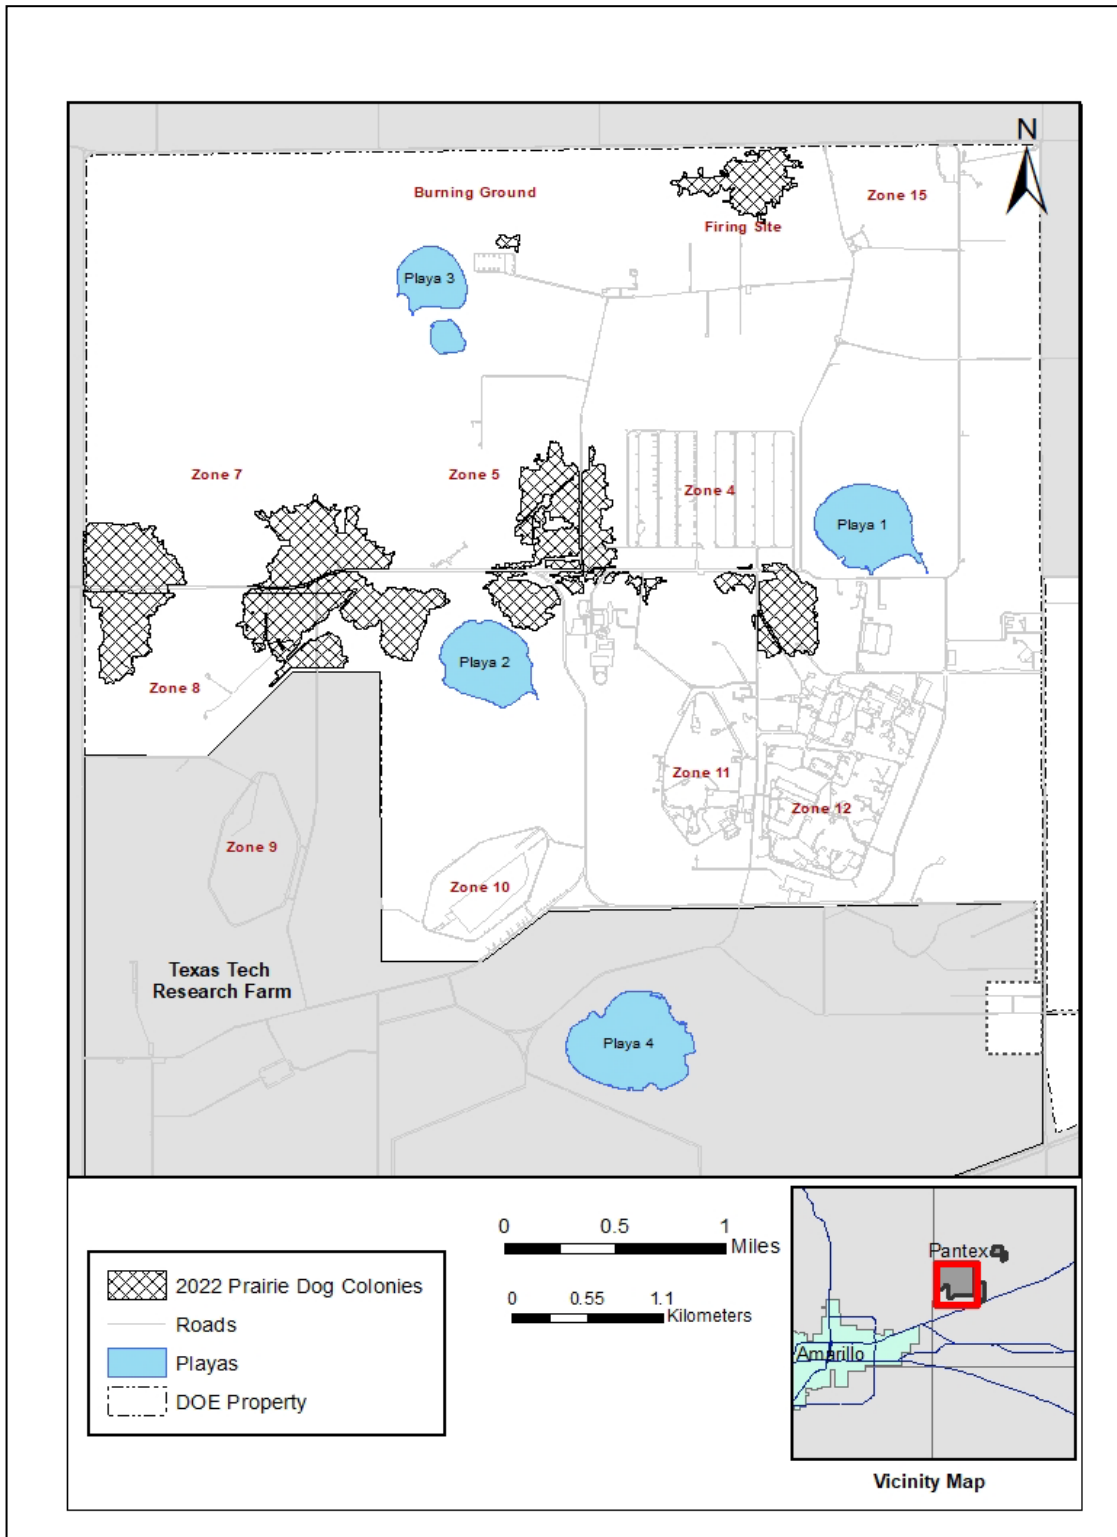 N
Burning Ground
Zone 15
Firing Site
Playa 3
Zone 7
Zone 5
Zone 4
Playa 1
Playa 2
Zone 8
Zone 11
Zone 12
Zone 9
Zone 10
Texas Tech
Research Farm
Playa 4
0 0.5 1
Miles
0 0.55 1.1
Kilometers
2022 Prairie Dog Colonies
Roads
Playas
DOE Property
Pantex
Amarillo
Vicinity Map